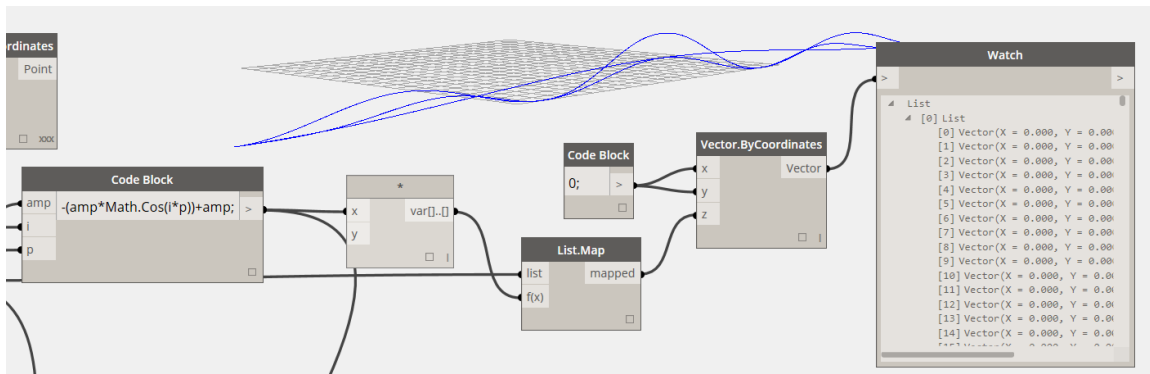 rdinates
Point
xxx
Code Block
amp
i
p
-(amp*Math.Cos(i*p))+amp;
>
*
x
y
var[]..[]
l
Code Block
0;
>
List.Map
list
f(x)
mapped
Vector.ByCoordinates
x
y
z
Vector
l
Watch
>
>
List
[0] List
[0] Vector(X = 0.000, Y = 0.00
[1] Vector(X = 0.000, Y = 0.00
[2] Vector(X = 0.000, Y = 0.00
[3] Vector(X = 0.000, Y = 0.00
[4] Vector(X = 0.000, Y = 0.00
[5] Vector(X = 0.000, Y = 0.00
[6] Vector(X = 0.000, Y = 0.00
[7] Vector(X = 0.000, Y = 0.00
[8] Vector(X = 0.000, Y = 0.00
[9] Vector(X = 0.000, Y = 0.00
[10] Vector(X = 0.000, Y = 0.0
[11] Vector(X = 0.000, Y = 0.0
[12] Vector(X = 0.000, Y = 0.0
[13] Vector(X = 0.000, Y = 0.0
[14] Vector(X = 0.000, Y = 0.0